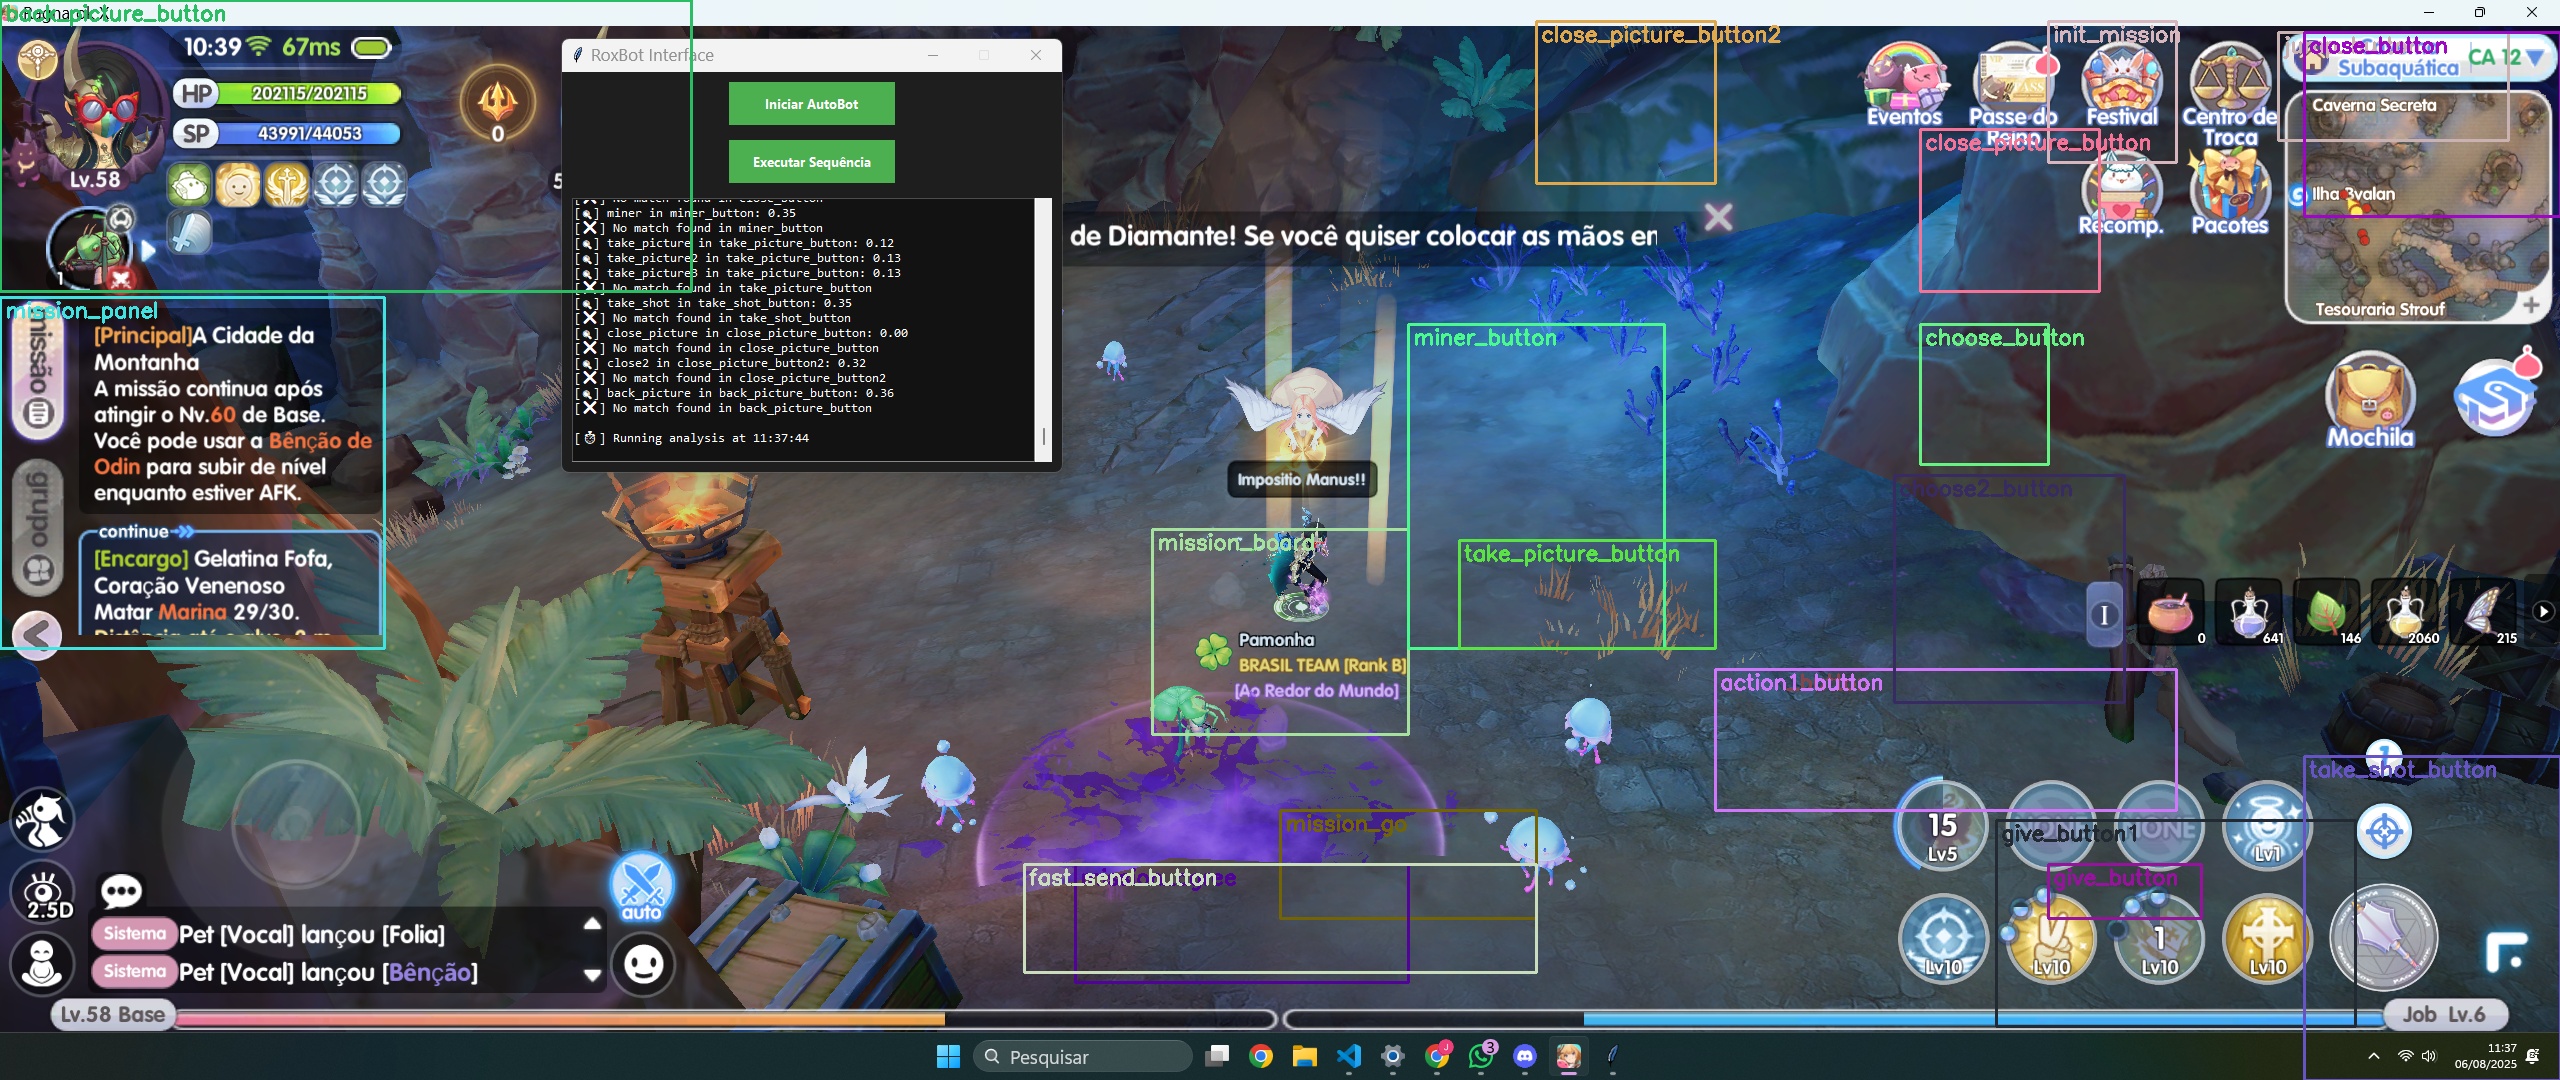 back_picture_button
10:39 67ms
HP 202115/202115
SP 43991/44053
0
Lv.58
1
RoxBot Interface
Iniciar AutoBot
Executar Sequência
[❌] No match found in close_button
[🔍] miner in miner_button: 0.35
[❌] No match found in miner_button
[🔍] take_picture in take_picture_button: 0.12
[🔍] take_picture2 in take_picture_button: 0.13
[🔍] take_picture3 in take_picture_button: 0.13
[❌] No match found in take_picture_button
[🔍] take_shot in take_shot_button: 0.35
[❌] No match found in take_shot_button
[🔍] close_picture in close_picture_button: 0.00
[❌] No match found in close_picture_button
[🔍] close2 in close_picture_button2: 0.32
[❌] No match found in close_picture_button2
[🔍] back_picture in back_picture_button: 0.36
[❌] No match found in back_picture_button
[⏱] Running analysis at 11:37:44
close_picture_button2
init_mission
close_button
Subaquática CA 12
Eventos
Passe do Reino
Festival
Centro de Troca
Caverna Secreta
close_picture_button
Recomp.
Pacotes
Ilha Bvalan
de Diamante! Se você quiser colocar as mãos en
Tesouraria Strouf
mission_panel
missão
[Principal]A Cidade da
Montanha
A missão continua após
atingir o Nv.60 de Base.
Você pode usar a Bênção de
Odin para subir de nível
enquanto estiver AFK.
grupo
continue
[Encargo] Gelatina Fofa,
Coração Venenoso
Matar Marina 29/30.
miner_button
choose_button
Mochila
Impositio Manus!!
choose2_button
mission_board
take_picture_button
I
0
641
146
2060
215
Pamonha
BRASIL TEAM [Rank B]
[Ao Redor do Mundo]
action1_button
take_shot_button
mission_go
15
Lv5
Lv1
give_button1
fast_send_button
give_button
2.5D
auto
Sistema Pet [Vocal] lançou [Folia]
Sistema Pet [Vocal] lançou [Bênção]
Lv10
Lv10
1
Lv10
Lv10
Lv.58 Base
Job Lv.6
Pesquisar
3
11:37
06/08/2025